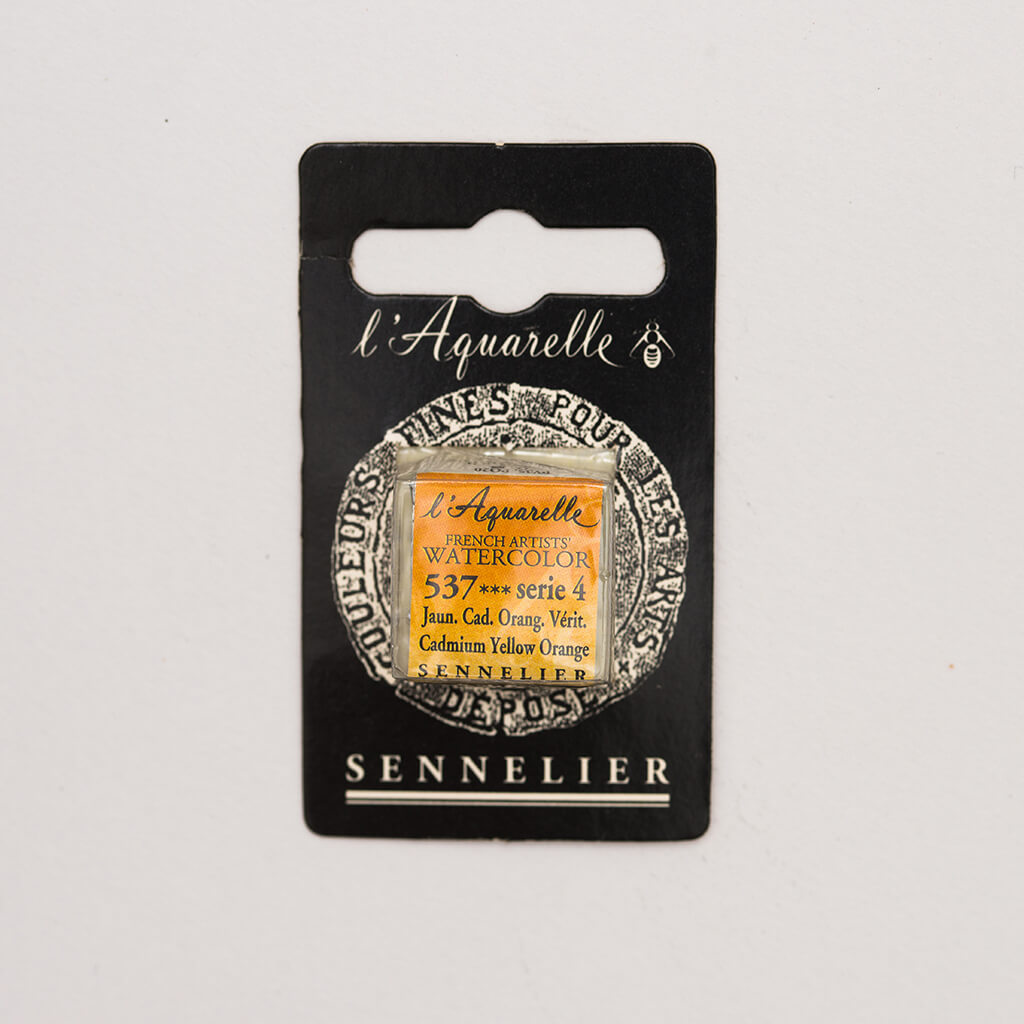 l'Aquarelle
COULEURS FINES POUR LES ARTS
DÉPOSÉ
l'Aquarelle
FRENCH ARTISTS'
WATERCOLOR
537*** serie 4
Jaun. Cad. Orang. Vérit.
Cadmium Yellow Orange
SENNELIER
SENNELIER